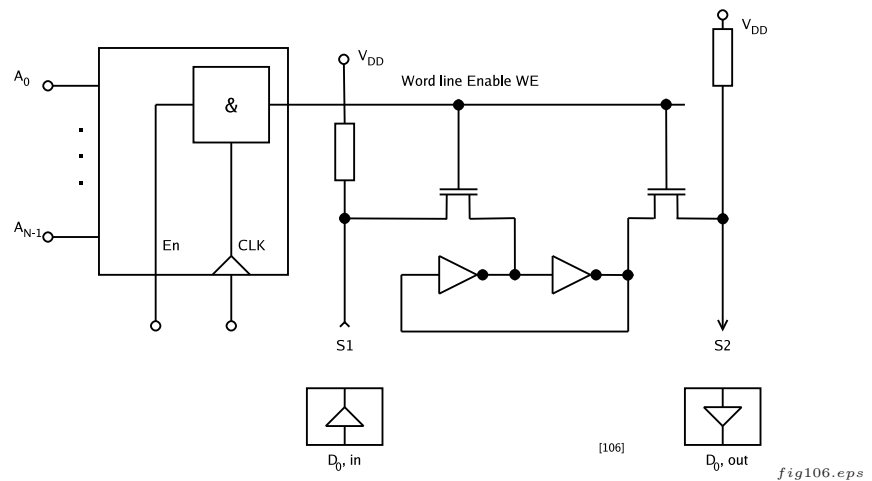 V_DD
V_DD
A_0
Word line Enable WE
&
A_N-1
En
CLK
S1
S2
[106]
D_0, in
D_0, out
fig106.eps